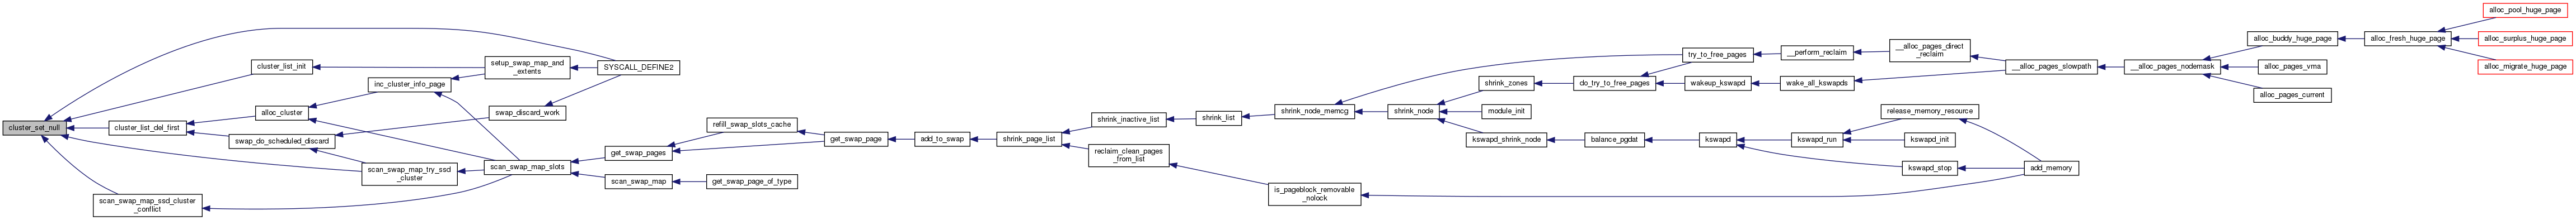 cluster_set_null
cluster_list_init
cluster_list_del_first
scan_swap_map_ssd_cluster
_conflict
alloc_cluster
swap_do_scheduled_discard
inc_cluster_info_page
scan_swap_map_try_ssd
_cluster
setup_swap_map_and
_extents
swap_discard_work
scan_swap_map_slots
SYSCALL_DEFINE2
get_swap_pages
scan_swap_map
refill_swap_slots_cache
get_swap_page_of_type
get_swap_page
add_to_swap
shrink_page_list
shrink_inactive_list
reclaim_clean_pages
_from_list
shrink_list
shrink_node_memcg
is_pageblock_removable
_nolock
shrink_node
shrink_zones
module_init
kswapd_shrink_node
do_try_to_free_pages
balance_pgdat
try_to_free_pages
wakeup_kswapd
kswapd
__perform_reclaim
wake_all_kswapds
kswapd_run
__alloc_pages_direct
_reclaim
release_memory_resource
kswapd_init
kswapd_stop
__alloc_pages_slowpath
add_memory
__alloc_pages_nodemask
alloc_buddy_huge_page
alloc_pages_vma
alloc_pages_current
alloc_fresh_huge_page
alloc_pool_huge_page
alloc_surplus_huge_page
alloc_migrate_huge_page